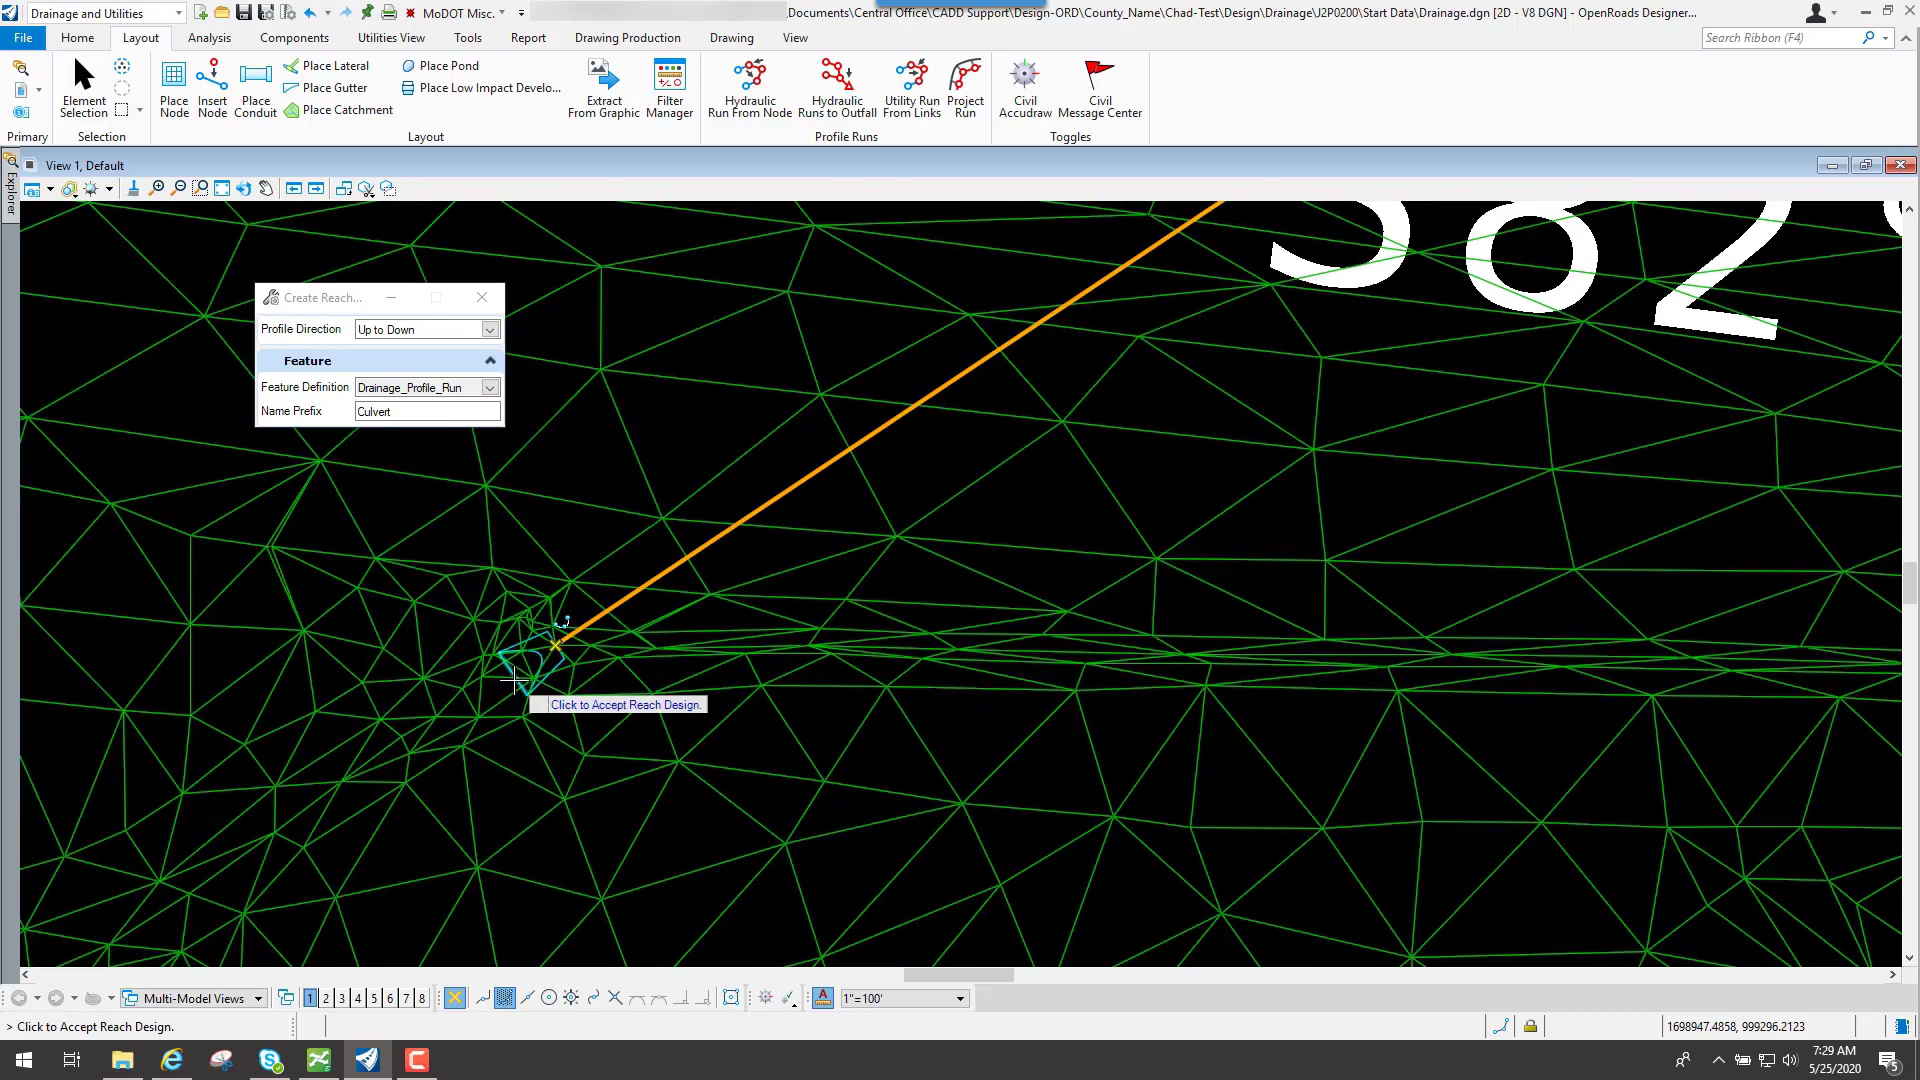 Drainage and Utilities
MoDOT Misc.
.Documents\Central Office\CADD Support\Design-ORD\County_Name\Chad-Test\Design\Drainage\J2P0200\Start Data\Drainage.dgn [2D - V8 DGN] - OpenRoads Designer...
File
Home
Layout
Analysis
Components
Utilities View
Tools
Report
Drawing Production
Drawing
View
Search Ribbon (F4)
Element
Selection
Primary
Selection
Place
Node
Insert
Node
Place
Conduit
Place Lateral
Place Gutter
Place Catchment
Place Pond
Place Low Impact Develo...
Extract
From Graphic
Filter
Manager
Layout
Hydraulic
Run From Node
Hydraulic
Runs to Outfall
Utility Run
From Links
Project
Run
Profile Runs
Civil
Accudraw
Civil
Message Center
Toggles
Explorer
View 1, Default
582
Create Reach...
Profile Direction
Up to Down
Feature
Feature Definition
Drainage_Profile_Run
Name Prefix
Culvert
Click to Accept Reach Design.
Multi-Model Views
1 2 3 4 5 6 7 8
A
1"=100'
> Click to Accept Reach Design.
1698947.4858, 999296.2123
7:29 AM
5/25/2020
5